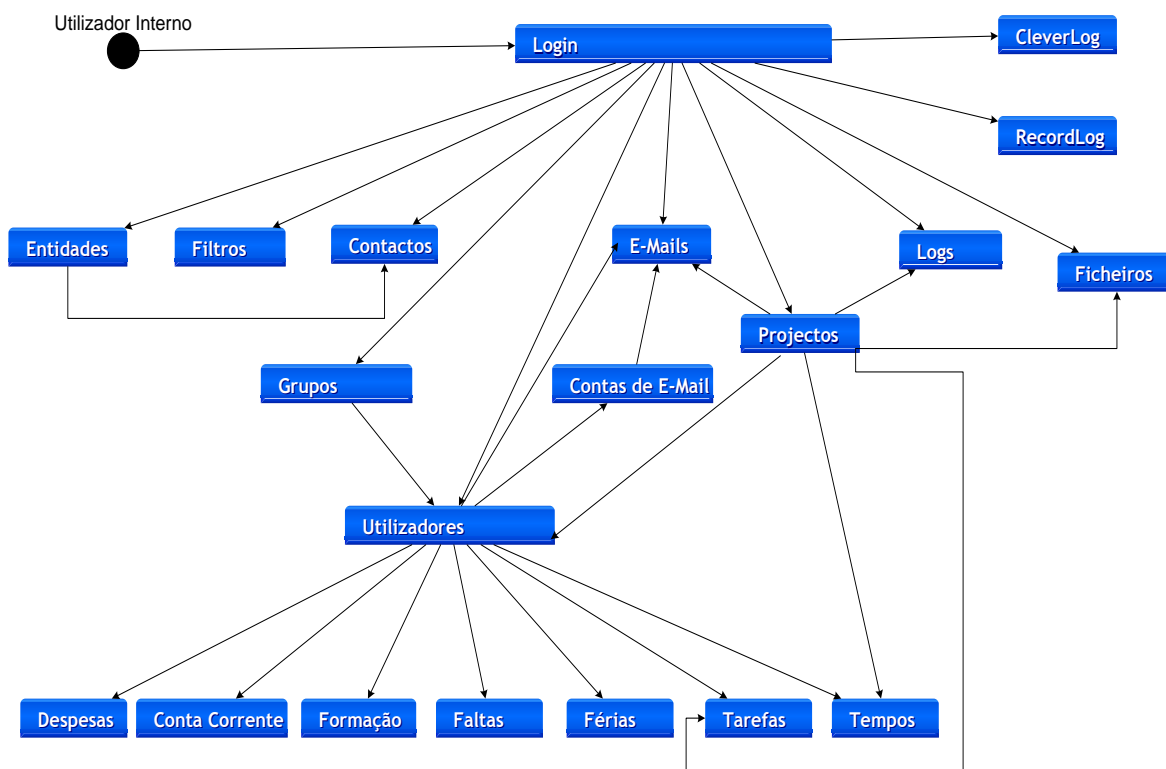 Utilizador Interno
Login
CleverLog
RecordLog
Entidades
Filtros
Contactos
E-Mails
Logs
Ficheiros
Projectos
Grupos
Contas de E-Mail
Utilizadores
Despesas
Conta Corrente
Formação
Faltas
Férias
Tarefas
Tempos